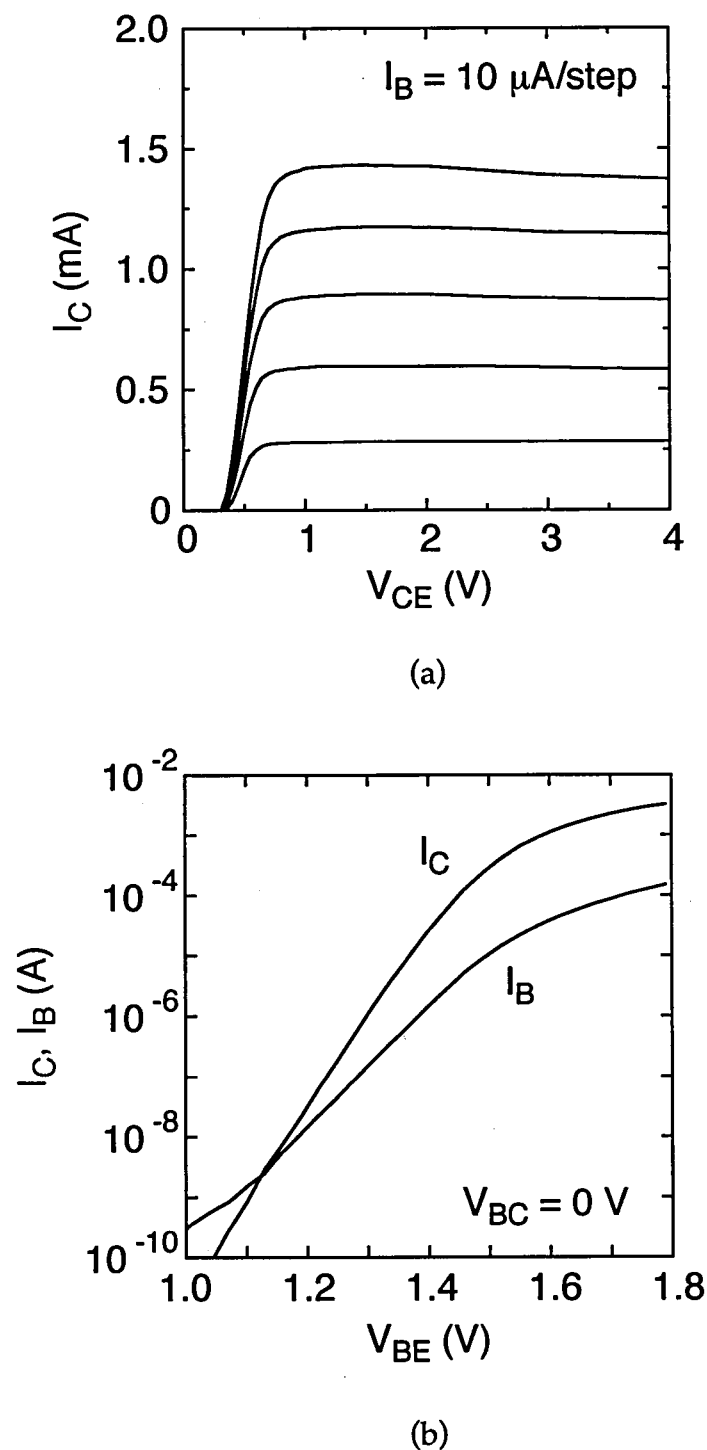 2.0
I_B = 10 μA/step
1.5
1.0
0.5
0
I_C (mA)
0 1 2 3 4
V_CE (V)
(a)
10^-2
10^-4
10^-6
10^-8
10^-10
I_C, I_B (A)
I_C
I_B
V_BC = 0 V
1.0 1.2 1.4 1.6 1.8
V_BE (V)
(b)